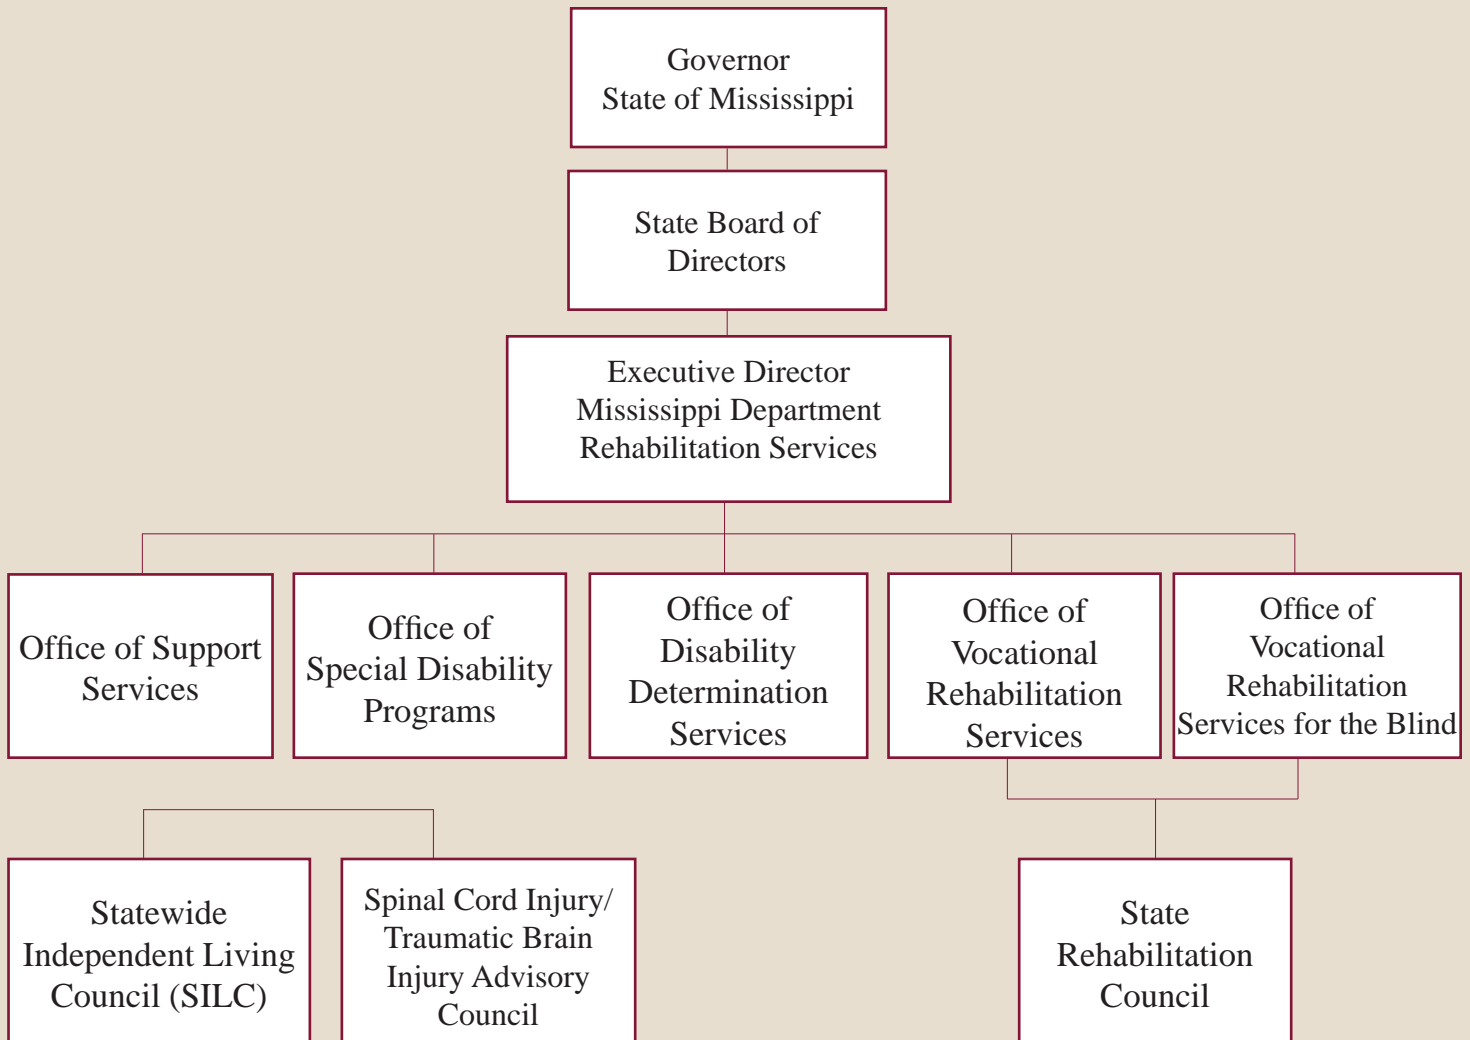 Governor
State of Mississippi
State Board of
Directors
Executive Director
Mississippi Department
Rehabilitation Services
Office of Support
Services
Office of
Special Disability
Programs
Office of
Disability
Determination
Services
Office of
Vocational
Rehabilitation
Services
Office of
Vocational
Rehabilitation
Services for the Blind
Statewide
Independent Living
Council (SILC)
Spinal Cord Injury/
Traumatic Brain
Injury Advisory
Council
State
Rehabilitation
Council